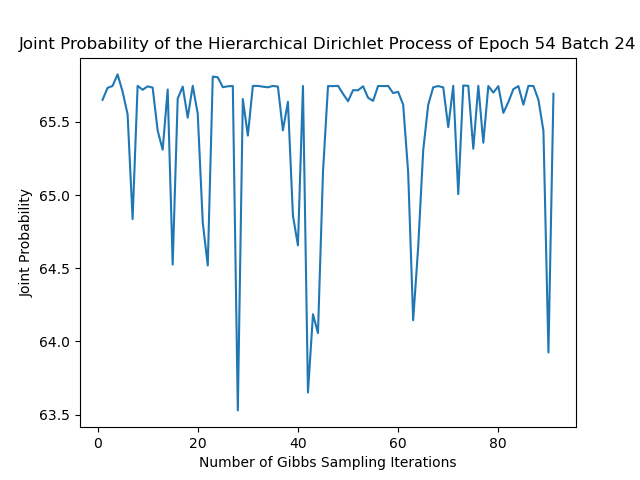 Joint Probability of the Hierarchical Dirichlet Process of Epoch 54 Batch 24
Joint Probability
65.5
65.0
64.5
64.0
63.5
0 20 40 60 80
Number of Gibbs Sampling Iterations